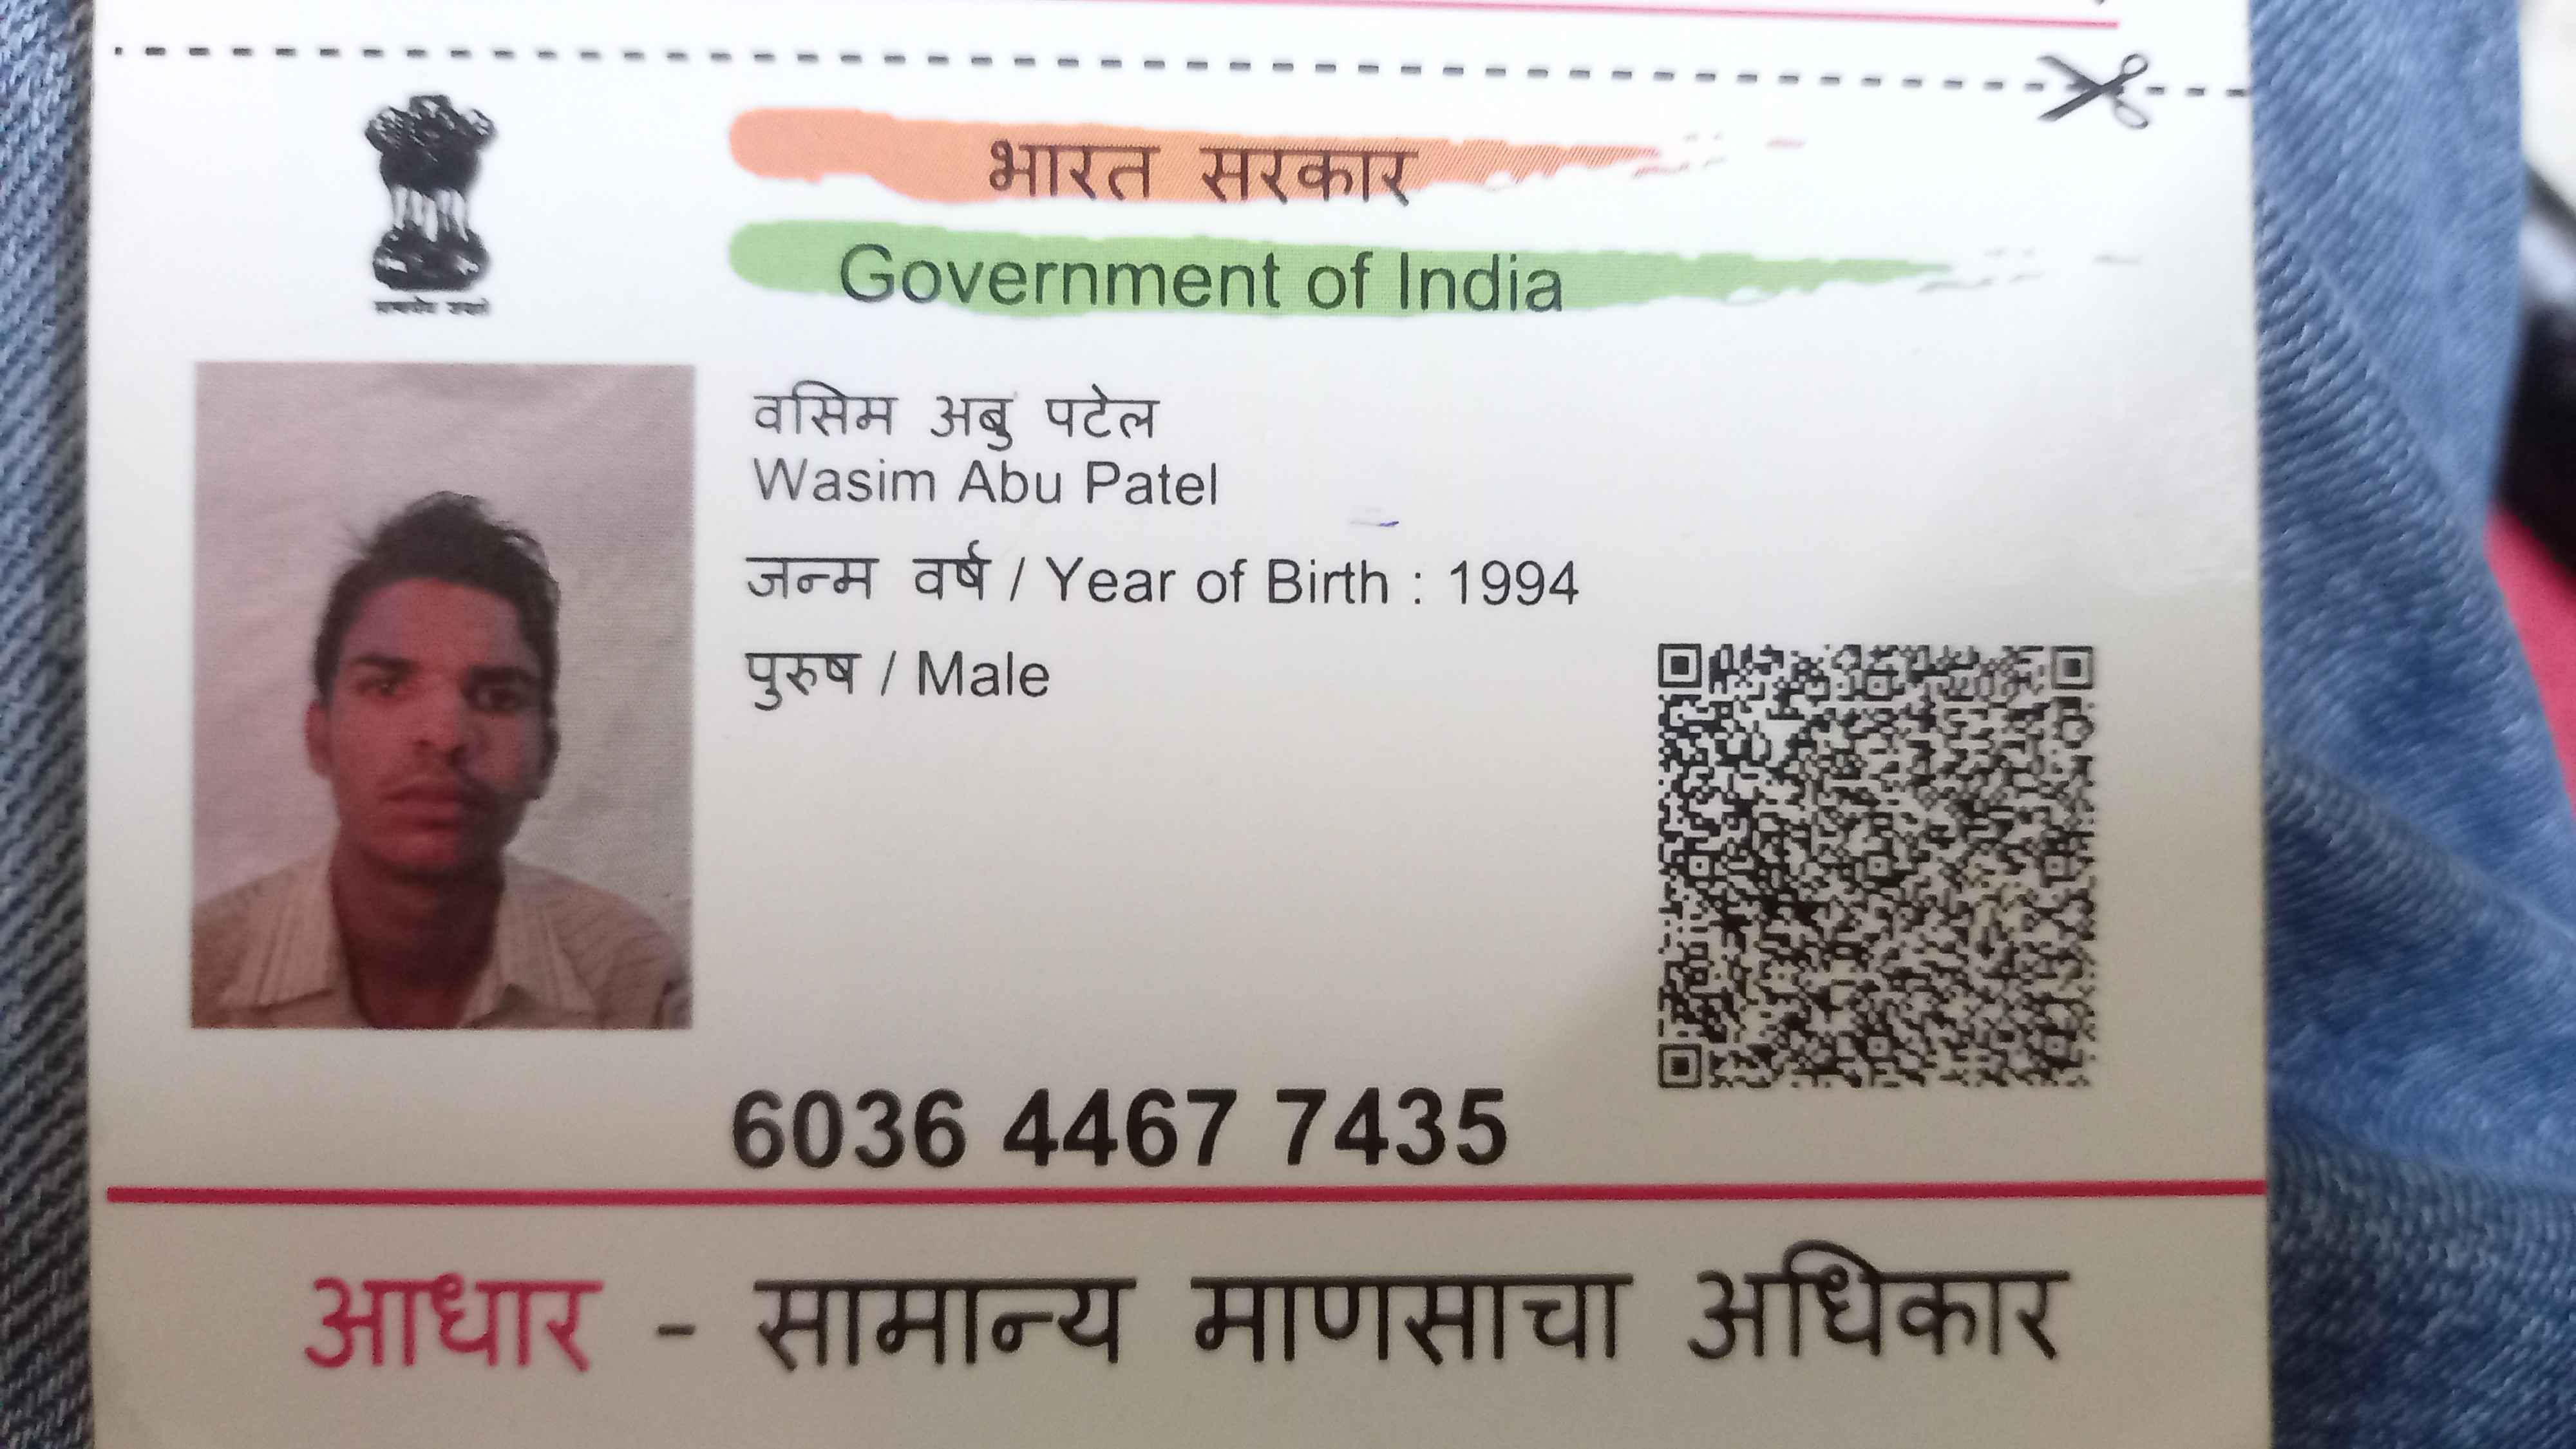 भारत सरकार
Government of India
वसिम अबु पटेल
Wasim Abu Patel
जन्म वर्ष / Year of Birth : 1994
पुरुष / Male
6036 4467 7435
आधार - सामान्य माणसाचा अधिकार